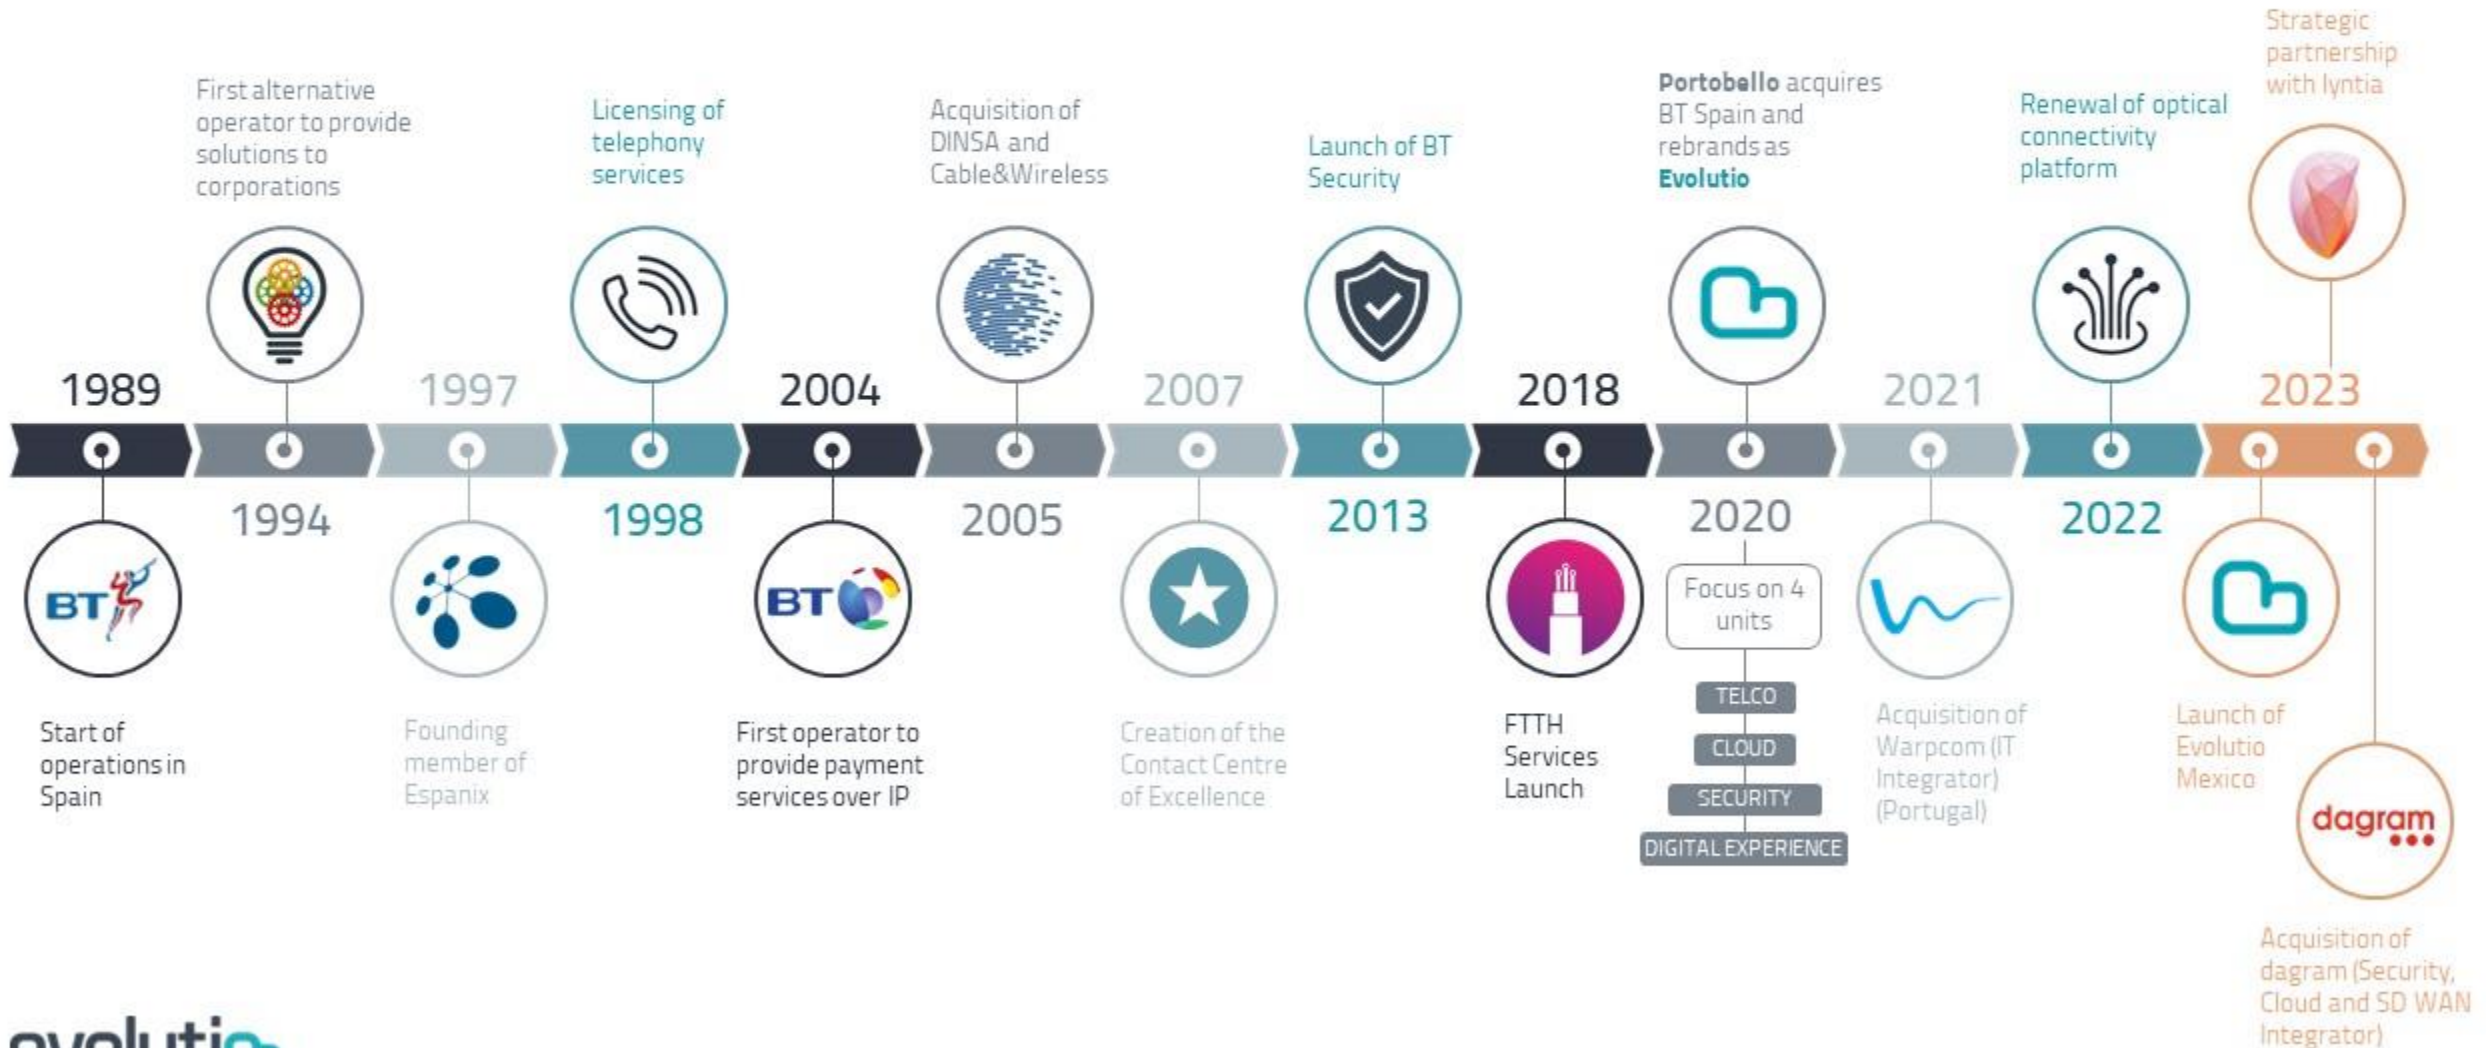 1989
BT
Start of
operations in
Spain
First alternative
operator to provide
solutions to
corporations
1994
1997
Founding
member of
Espanix
Licensing of
telephony
services
1998
2004
BT
First operator to
provide payment
services over IP
Acquisition of
DINSA and
Cable&Wireless
2005
2007
Creation of the
Contact Centre
of Excellence
Launch of BT
Security
2013
2018
FTTH
Services
Launch
Portobello acquires
BT Spain and
rebrands as
Evolutio
2020
Focus on 4
units
TELCO
CLOUD
SECURITY
DIGITAL EXPERIENCE
2021
Acquisition of
Warpcom (IT
Integrator)
(Portugal)
Renewal of optical
connectivity
platform
2022
Strategic
partnership
with lyntia
2023
Launch of
Evolutio
Mexico
dagram
Acquisition of
dagram (Security,
Cloud and SD WAN
Integrator)
evolutio